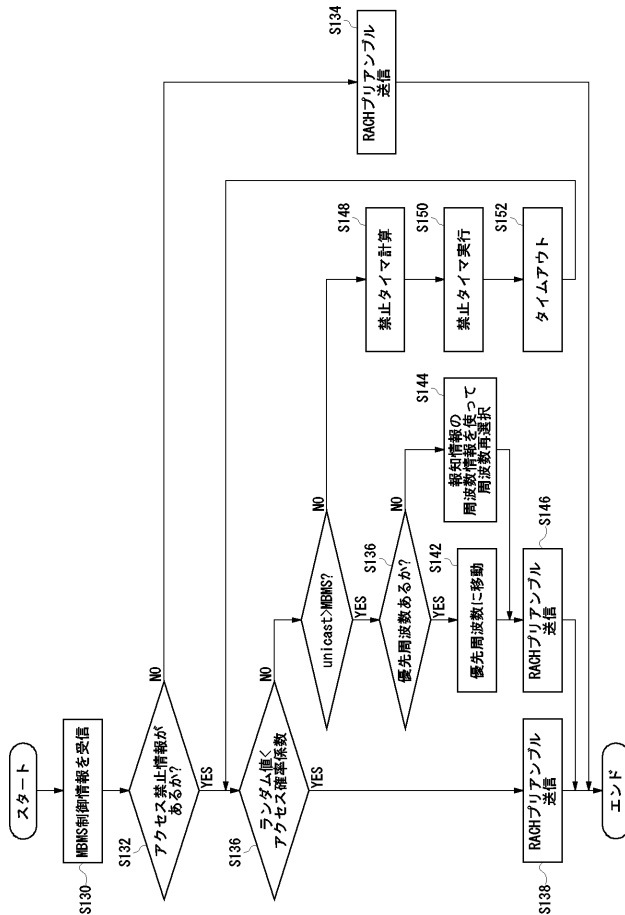 スタート
MBMS制御情報を受信
S130
アクセス禁止情報が
あるか?
S132
NO
YES
RACHプリアンブル
送信
S134
ランダム値<
アクセス確率係数
S136
NO
YES
unicast>MBMS?
NO
YES
禁止タイマ計算
S148
禁止タイマ実行
S150
タイムアウト
S152
優先周波数あるか?
S136
NO
YES
報知情報の
周波数情報を使って
周波数再選択
S144
優先周波数に移動
S142
RACHプリアンブル
送信
S146
RACHプリアンブル
送信
S138
エンド